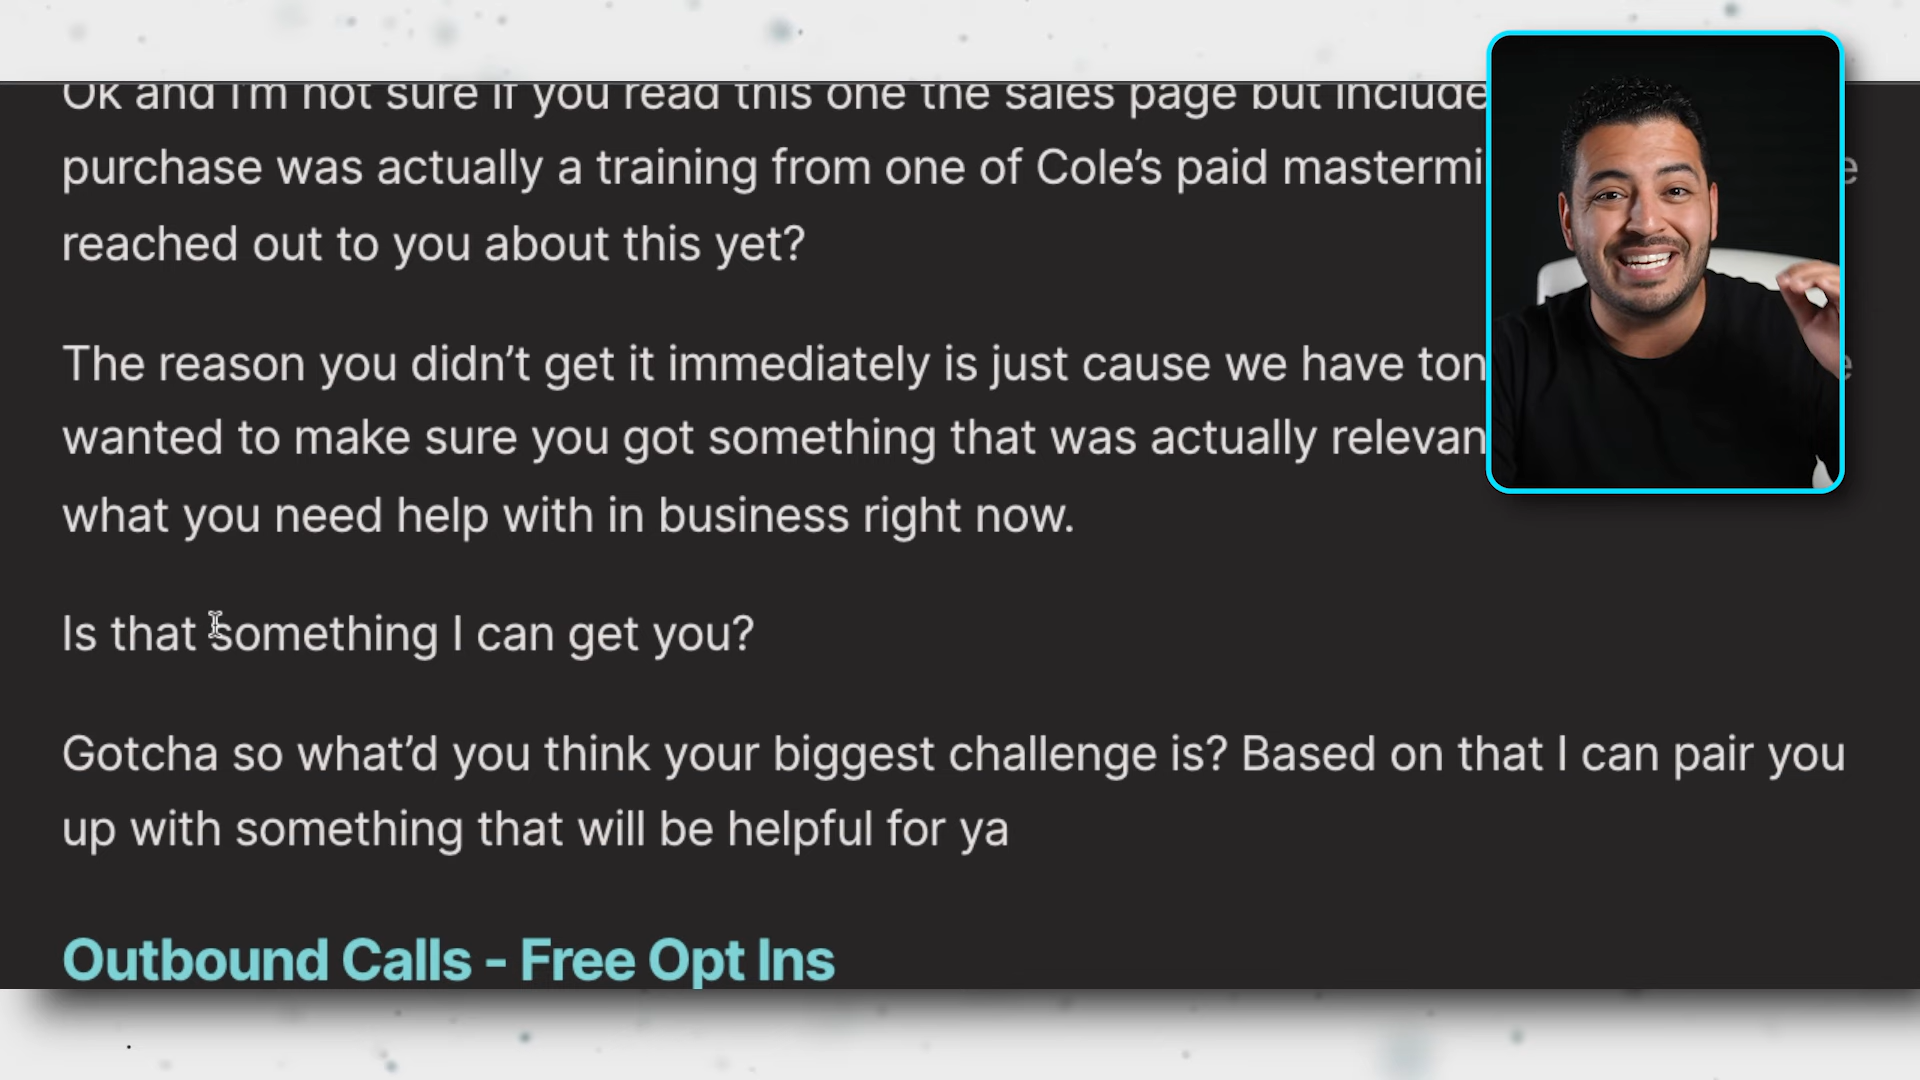 Ok and I'm not sure if you read this one the sales page but include
purchase was actually a training from one of Cole's paid
reached out to you about this yet?
The reason you didn't get it immediately is just cause we have
wanted to make sure you got something that was actually
what you need help with in business right now.
Is that something I can get you?
Gotcha so what'd you think your biggest challenge is? Based on that I can pair you
up with something that will be helpful for ya
Outbound Calls - Free Opt Ins